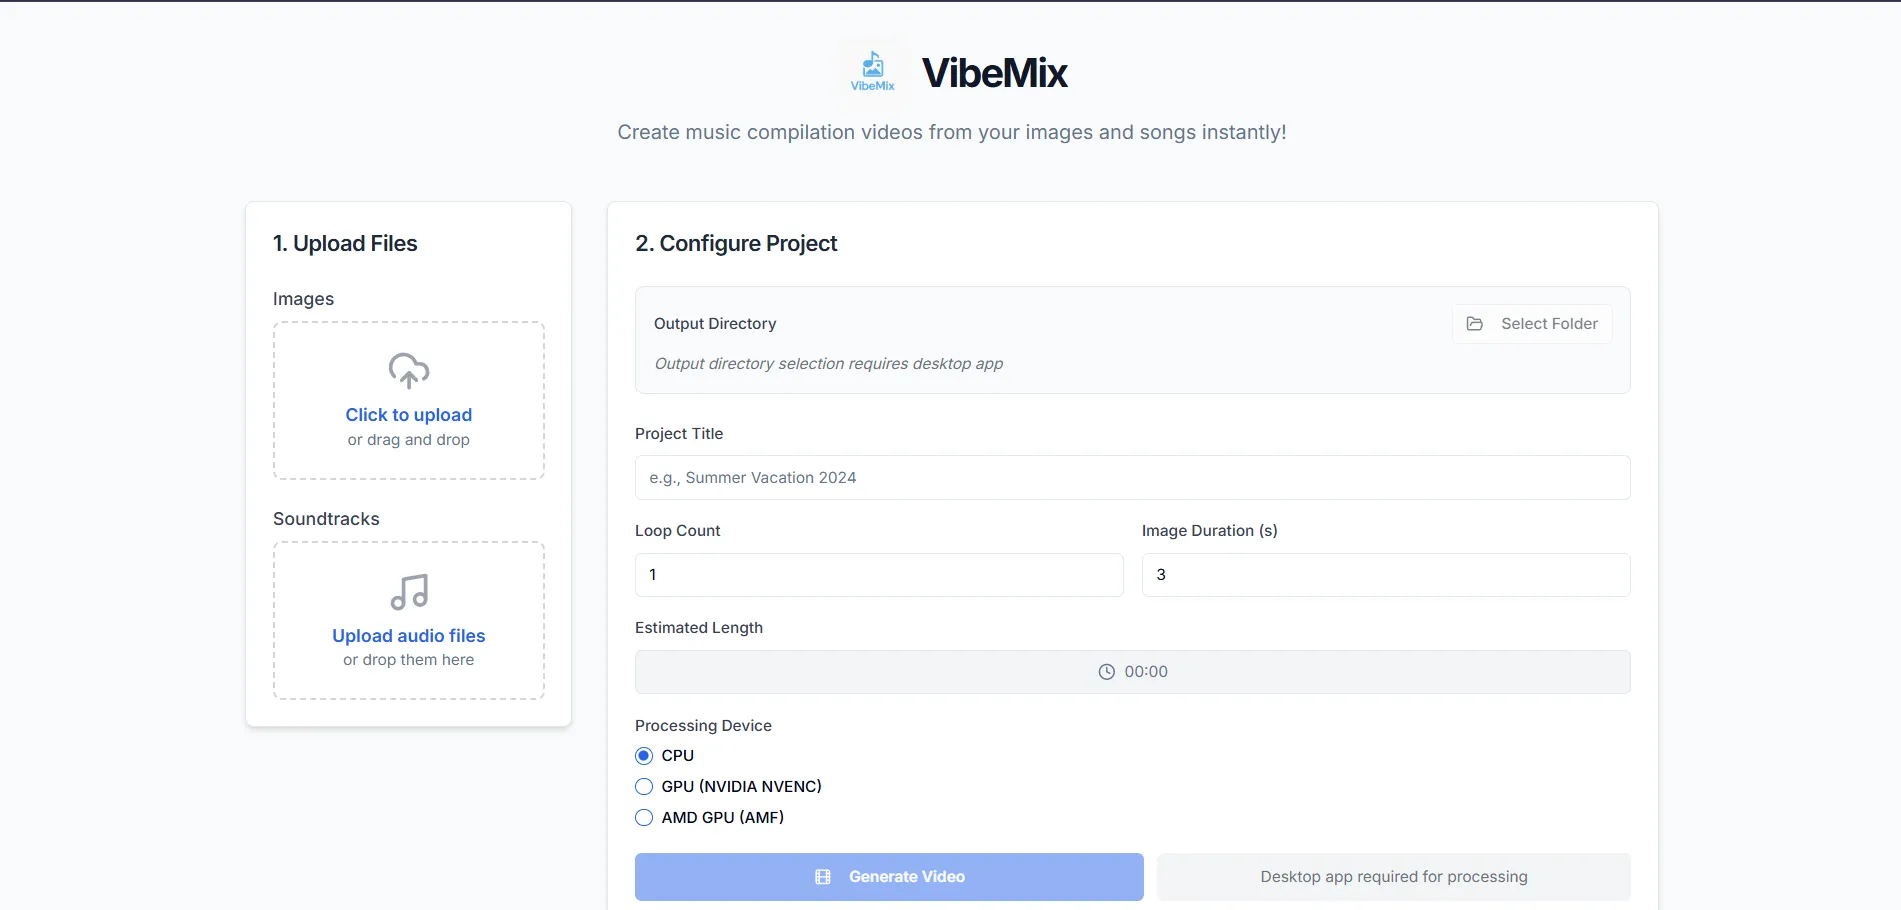 VibeMix
VibeMix
Create music compilation videos from your images and songs instantly!
1. Upload Files
Images
Click to upload
or drag and drop
Soundtracks
Upload audio files
or drop them here
2. Configure Project
Output Directory
Select Folder
Output directory selection requires desktop app
Project Title
e.g., Summer Vacation 2024
Loop Count
Image Duration (s)
1
3
Estimated Length
00:00
Processing Device
CPU
GPU (NVIDIA NVENC)
AMD GPU (AMF)
Generate Video
Desktop app required for processing